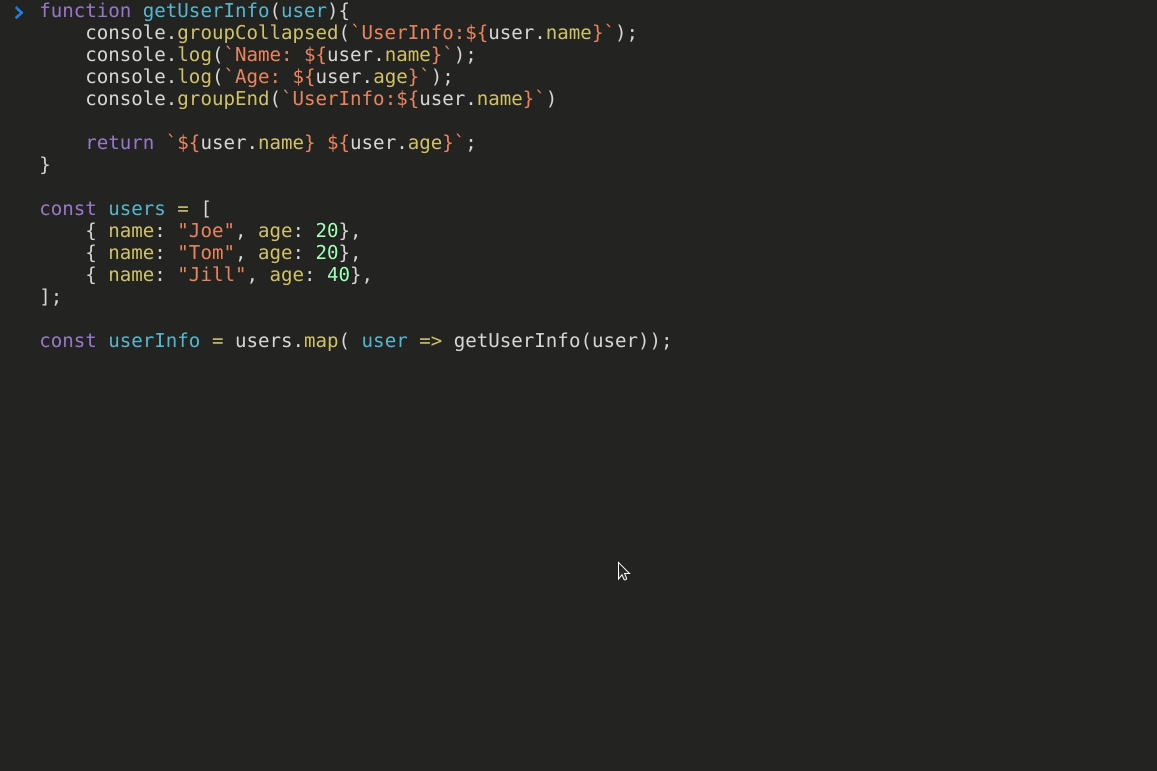 function getUserInfo(user){
    console.groupCollapsed(`UserInfo:${user.name}`);
    console.log(`Name: ${user.name}`);
    console.log(`Age: ${user.age}`);
    console.groupEnd(`UserInfo:${user.name}`)

    return `${user.name} ${user.age}`;
}

const users = [
    { name: "Joe", age: 20},
    { name: "Tom", age: 20},
    { name: "Jill", age: 40},
];

const userInfo = users.map( user => getUserInfo(user));